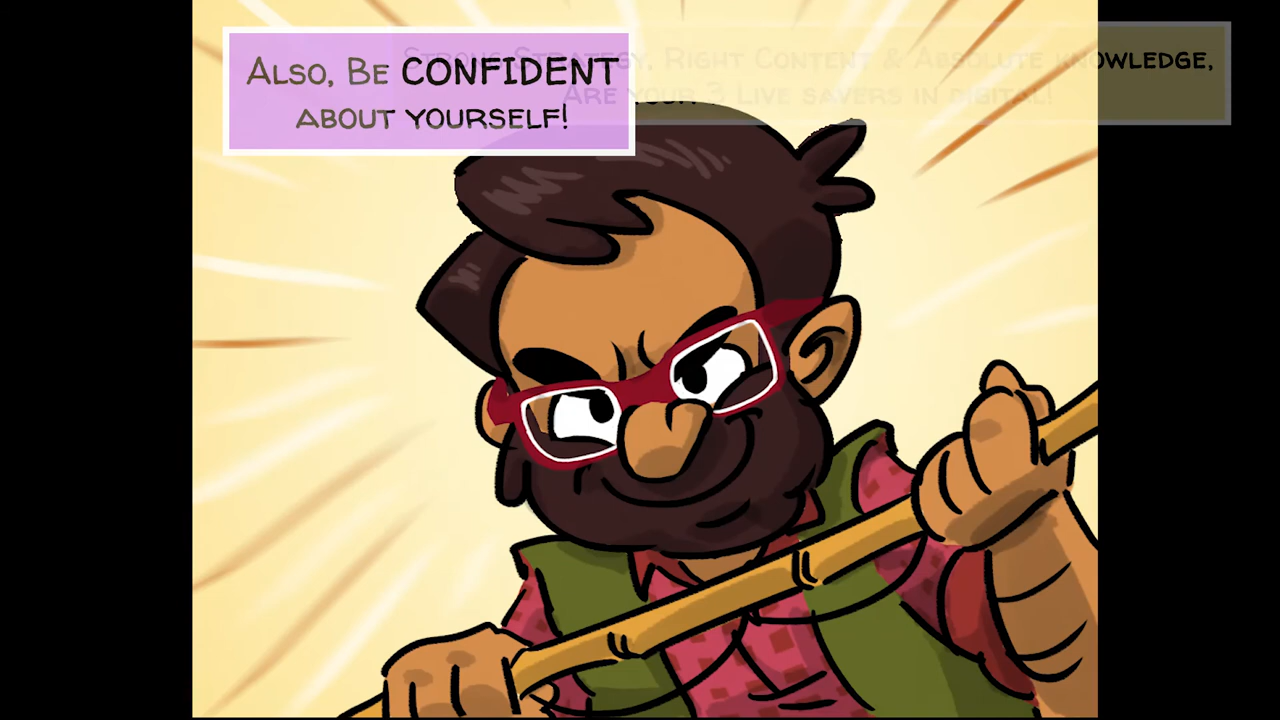 Also, Be CONFIDENT
about yourself!
Strong Strategy, Right Content & Absolute knowledge,
Are your 3 Live savers in digital!